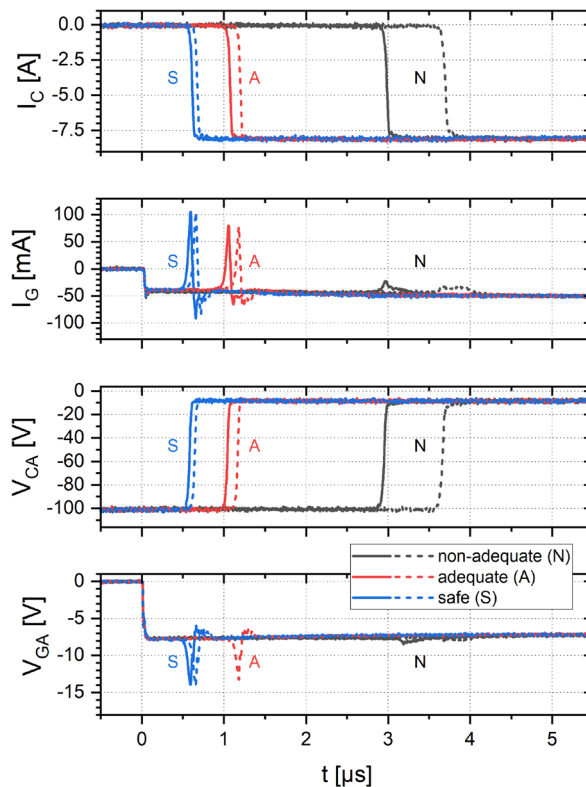 0.0
-2.5
-5.0
-7.5
I_C [A]
S
A
N
100
50
0
-50
-100
I_G [mA]
S
A
N
0
-20
-40
-60
-80
-100
V_CA [V]
S
A
N
non-adequate (N)
adequate (A)
safe (S)
0
-5
-10
-15
V_GA [V]
S
A
N
0 1 2 3 4 5
t [µs]